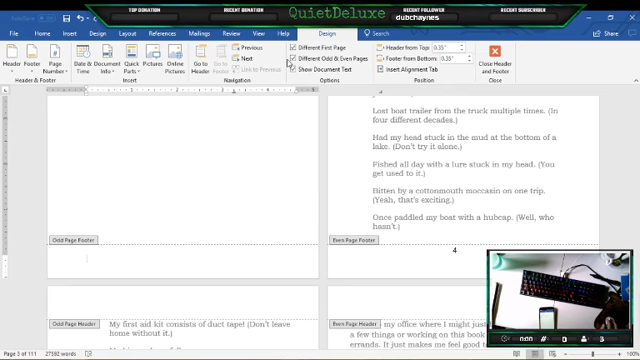 QuietDeluxe
TOP DONATION
RECENT DONATION
RECENT FOLLOWER
RECENT SUBSCRIBER
dubchaynes
File
Home
Insert
Design
Layout
References
Mailings
Review
View
Help
Design
Share
Header
Footer
Page Number
Header & Footer
Date & Time
Document Info
Quick Parts
Pictures
Online Pictures
Insert
Go to Header
Go to Footer
Previous
Next
Link to Previous
Navigation
Different First Page
Different Odd & Even Pages
Show Document Text
Options
Header from Top: 0.35"
Footer from Bottom: 0.35"
Insert Alignment Tab
Position
Close Header and Footer
Close
Lost boat trailer from the truck multiple times. (In
four different decades.)
Had my head stuck in the mud at the bottom of a
lake. (Don't try it alone.)
Fished all day with a lure stuck in my head. (You
get used to it.)
Bitten by a cottonmouth moccasin on one trip.
(Yeah, that's exciting.)
Once paddled my boat with a hubcap. (Well, who
hasn't.)
Odd Page Footer
Even Page Footer
4
Odd Page Header
My first aid kit consists of duct tape! (Don't leave
home without it.)
Even Page Header
my office where I might just
a few things or working on this book
errands. It just makes me feel
0:00
0
3
Page 3 of 111
27592 words
100%